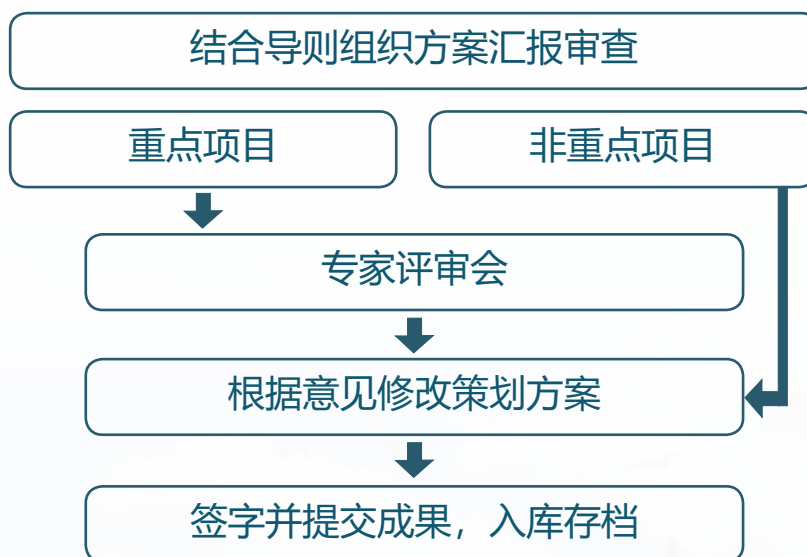 结合导则组织方案汇报审查
重点项目
非重点项目
专家评审会
根据意见修改策划方案
签字并提交成果，入库存档